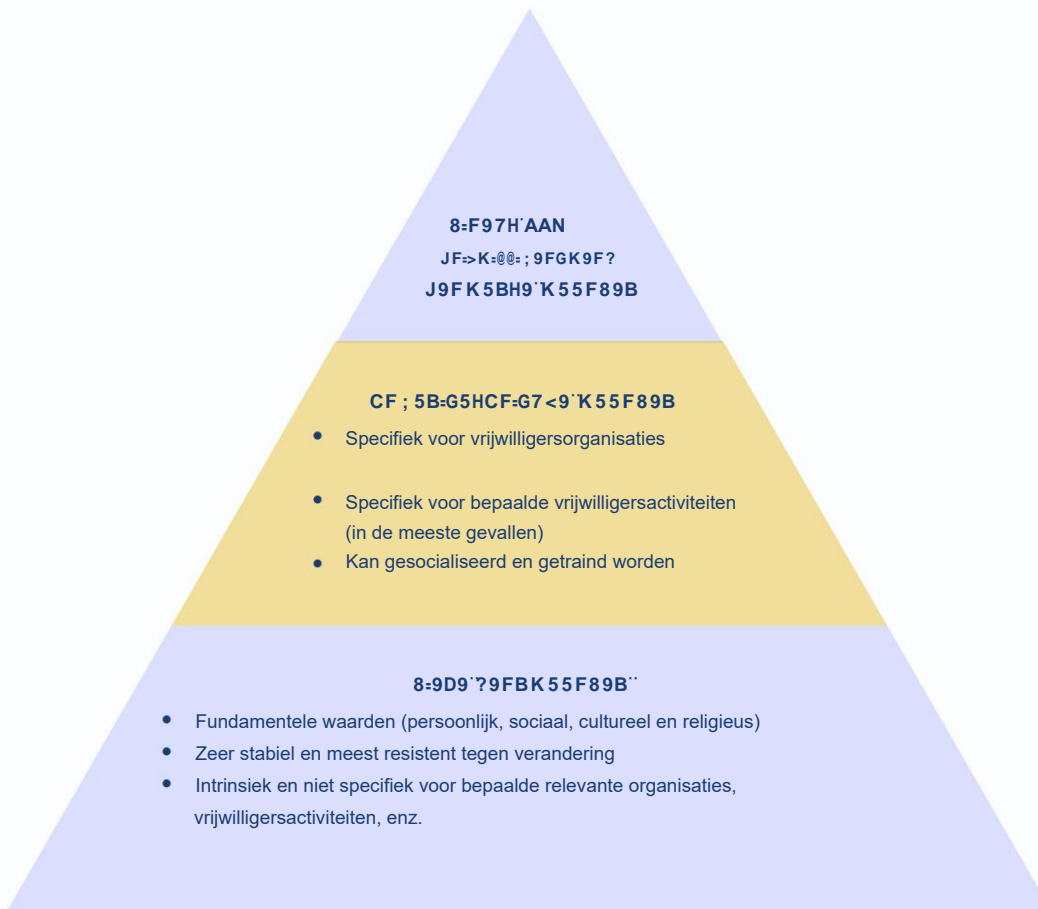 8=F97H¨AAN
JF=>K=@@=;9FGK9F?
J9FK5BH9¨K55F89B
CF;5B=G5HCF=G7<9¨K55F89B
• Specifiek voor vrijwilligersorganisaties
• Specifiek voor bepaalde vrijwilligersactiviteiten
(in de meeste gevallen)
• Kan gesocialiseerd en getraind worden
8=9D9¨?9FBK55F89B¨
• Fundamentele waarden (persoonlijk, sociaal, cultureel en religieus)
• Zeer stabiel en meest resistent tegen verandering
• Intrinsiek en niet specifiek voor bepaalde relevante organisaties,
vrijwilligersactiviteiten, enz.